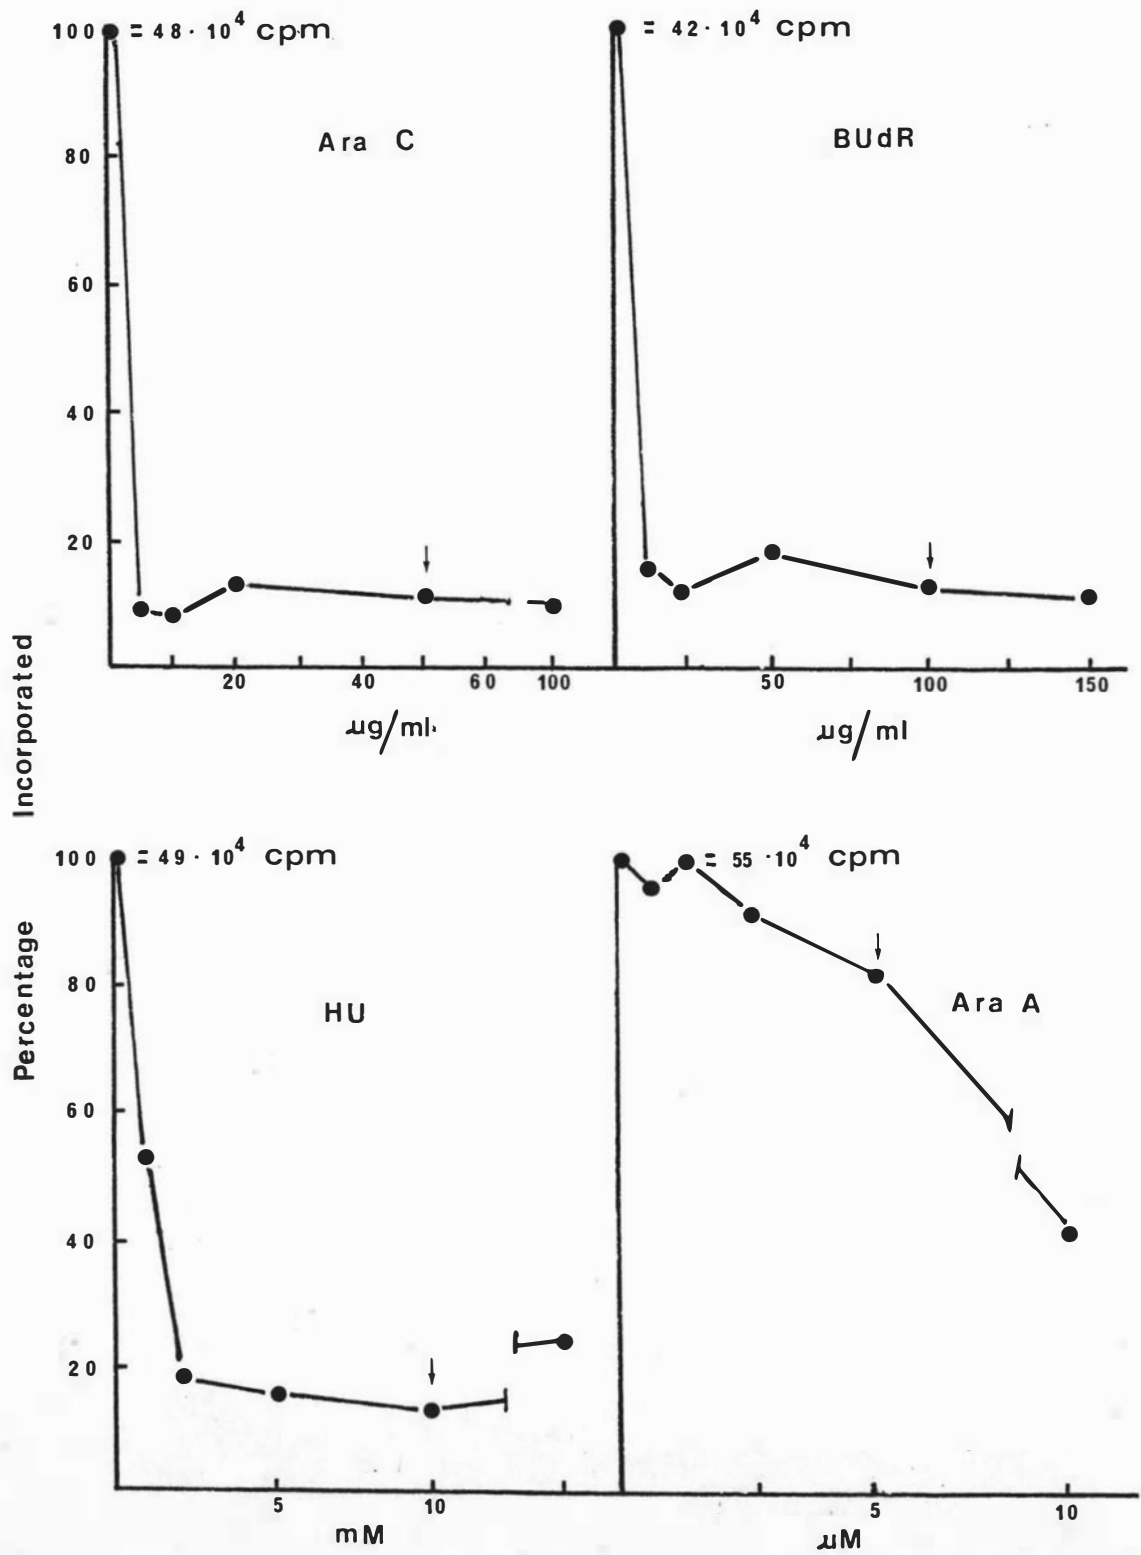 100 = 48·10⁴ cpm
Ara C
80
60
40
20
20 40 60 100
µg/ml.
= 42·10⁴ cpm
BUdR
50 100 150
µg/ml
Percentage Incorporated
100 = 49·10⁴ cpm
HU
80
60
40
20
5 10
mM
= 55·10⁴ cpm
Ara A
5 10
µM